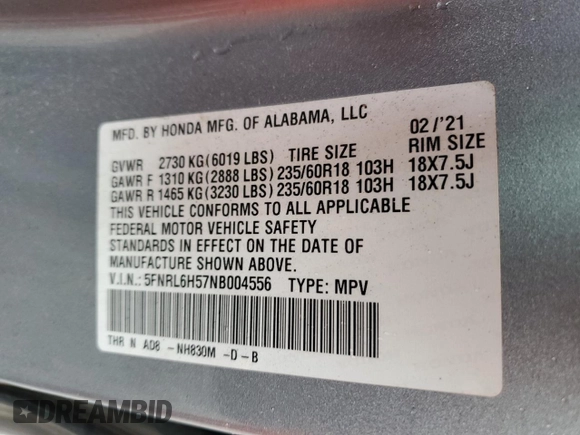 MFD. BY HONDA MFG. OF ALABAMA, LLC 02 /'21
GVWR 2730 KG(6019 LBS) TIRE SIZE RIM SIZE
GAWR F 1310 KG(2888 LBS) 235/60R18 103H 18X7.5J
GAWR R 1465 KG(3230 LBS) 235/60R18 103H 18X7.5J
THIS VEHICLE CONFORMS TO ALL APPLICABLE
FEDERAL MOTOR VEHICLE SAFETY
STANDARDS IN EFFECT ON THE DATE OF
MANUFACTURE SHOWN ABOVE.
V.I.N.: 5FNRL6H57NB004556 TYPE: MPV
THR N AD8 -NH830M -D-B
DREAMBID